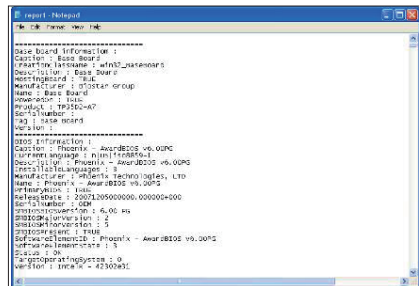 report - Notepad
File Edit Format View Help
==============================
Base board information :
Caption : Base Board
CreationClassName : Win32_BaseBoard
Description : Base Board
HostingBoard : TRUE
Manufacturer : Biostar Group
Name : Base Board
PoweredOn : TRUE
Product : TP35D2-A7
SerialNumber :
Tag : Base Board
Version :
==============================
BIOS Information :
Caption : Phoenix - AwardBIOS v6.00PG
CurrentLanguage : n|US|iso8859-1
Description : Phoenix - AwardBIOS v6.00PG
InstallableLanguages : 3
Manufacturer : Phoenix Technologies, LTD
Name : Phoenix - AwardBIOS v6.00PG
PrimaryBIOS : TRUE
ReleaseDate : 20071205000000.000000+000
SerialNumber : OEM
SMBIOSBIOSVersion : 6.00 PG
SMBIOSMajorVersion : 2
SMBIOSMinorVersion : 5
SMBIOSPresent : TRUE
SoftwareElementID : Phoenix - AwardBIOS v6.00PG
SoftwareElementState : 3
Status : OK
TargetOperatingSystem : 0
Version : IntelR - 42302e31